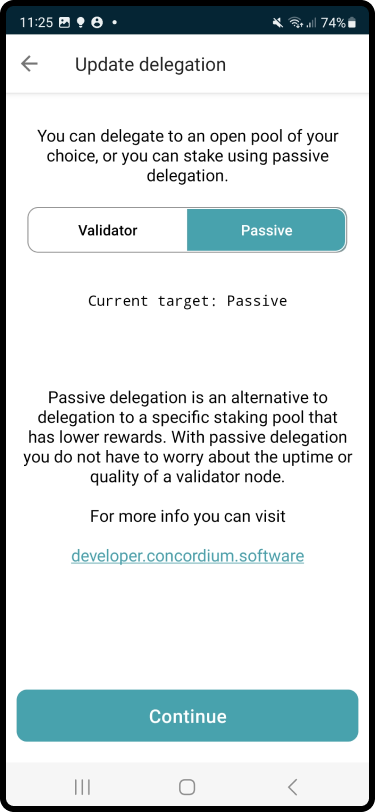 11:25 74%
Update delegation
You can delegate to an open pool of your
choice, or you can stake using passive
delegation.
Validator Passive
Current target: Passive
Passive delegation is an alternative to
delegation to a specific staking pool that
has lower rewards. With passive delegation
you do not have to worry about the uptime or
quality of a validator node.
For more info you can visit
developer.concordium.software
Continue